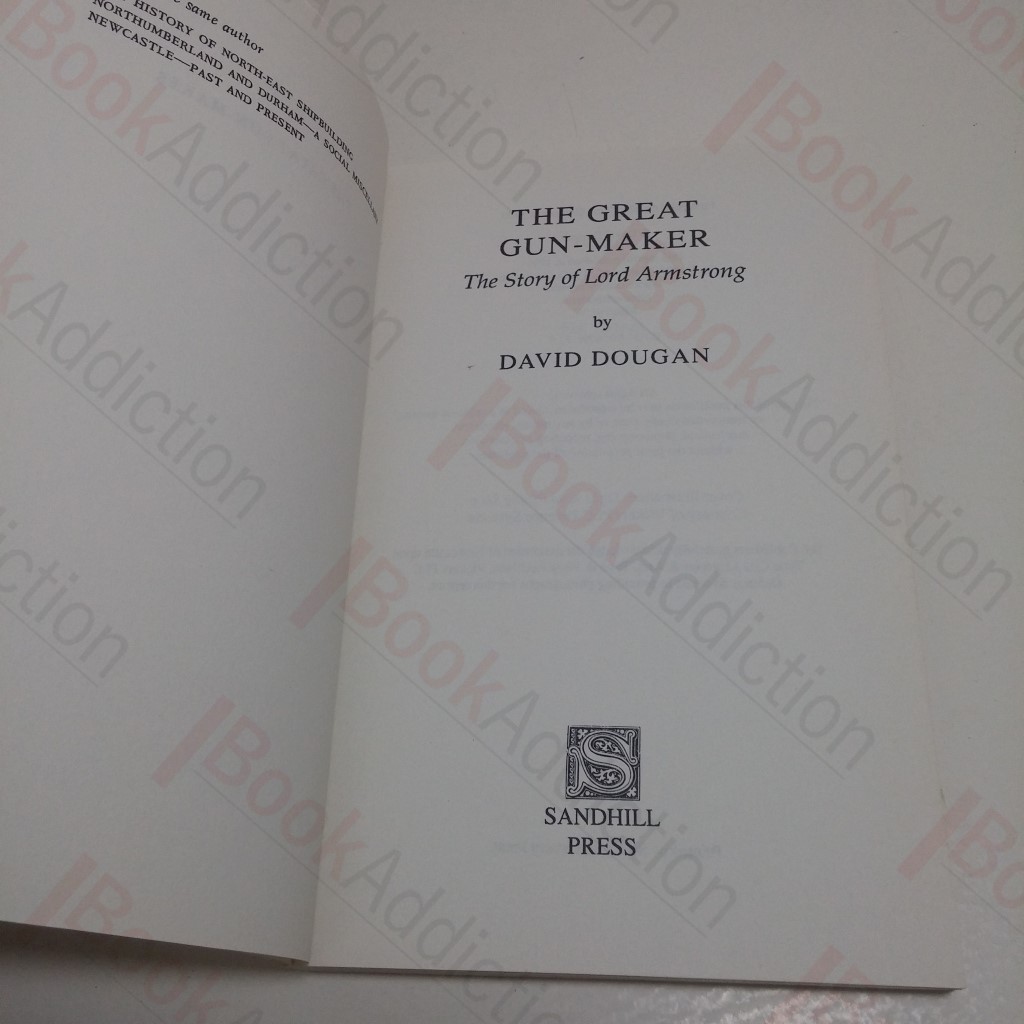 same author
HISTORY OF NORTH-EAST SHIPBUILDING
NORTHUMBERLAND AND DURHAM—A SOCIAL MISCELLANY
NEWCASTLE—PAST AND PRESENT
THE GREAT
GUN-MAKER
The Story of Lord Armstrong
by
DAVID DOUGAN
S
SANDHILL
PRESS
BookAddiction